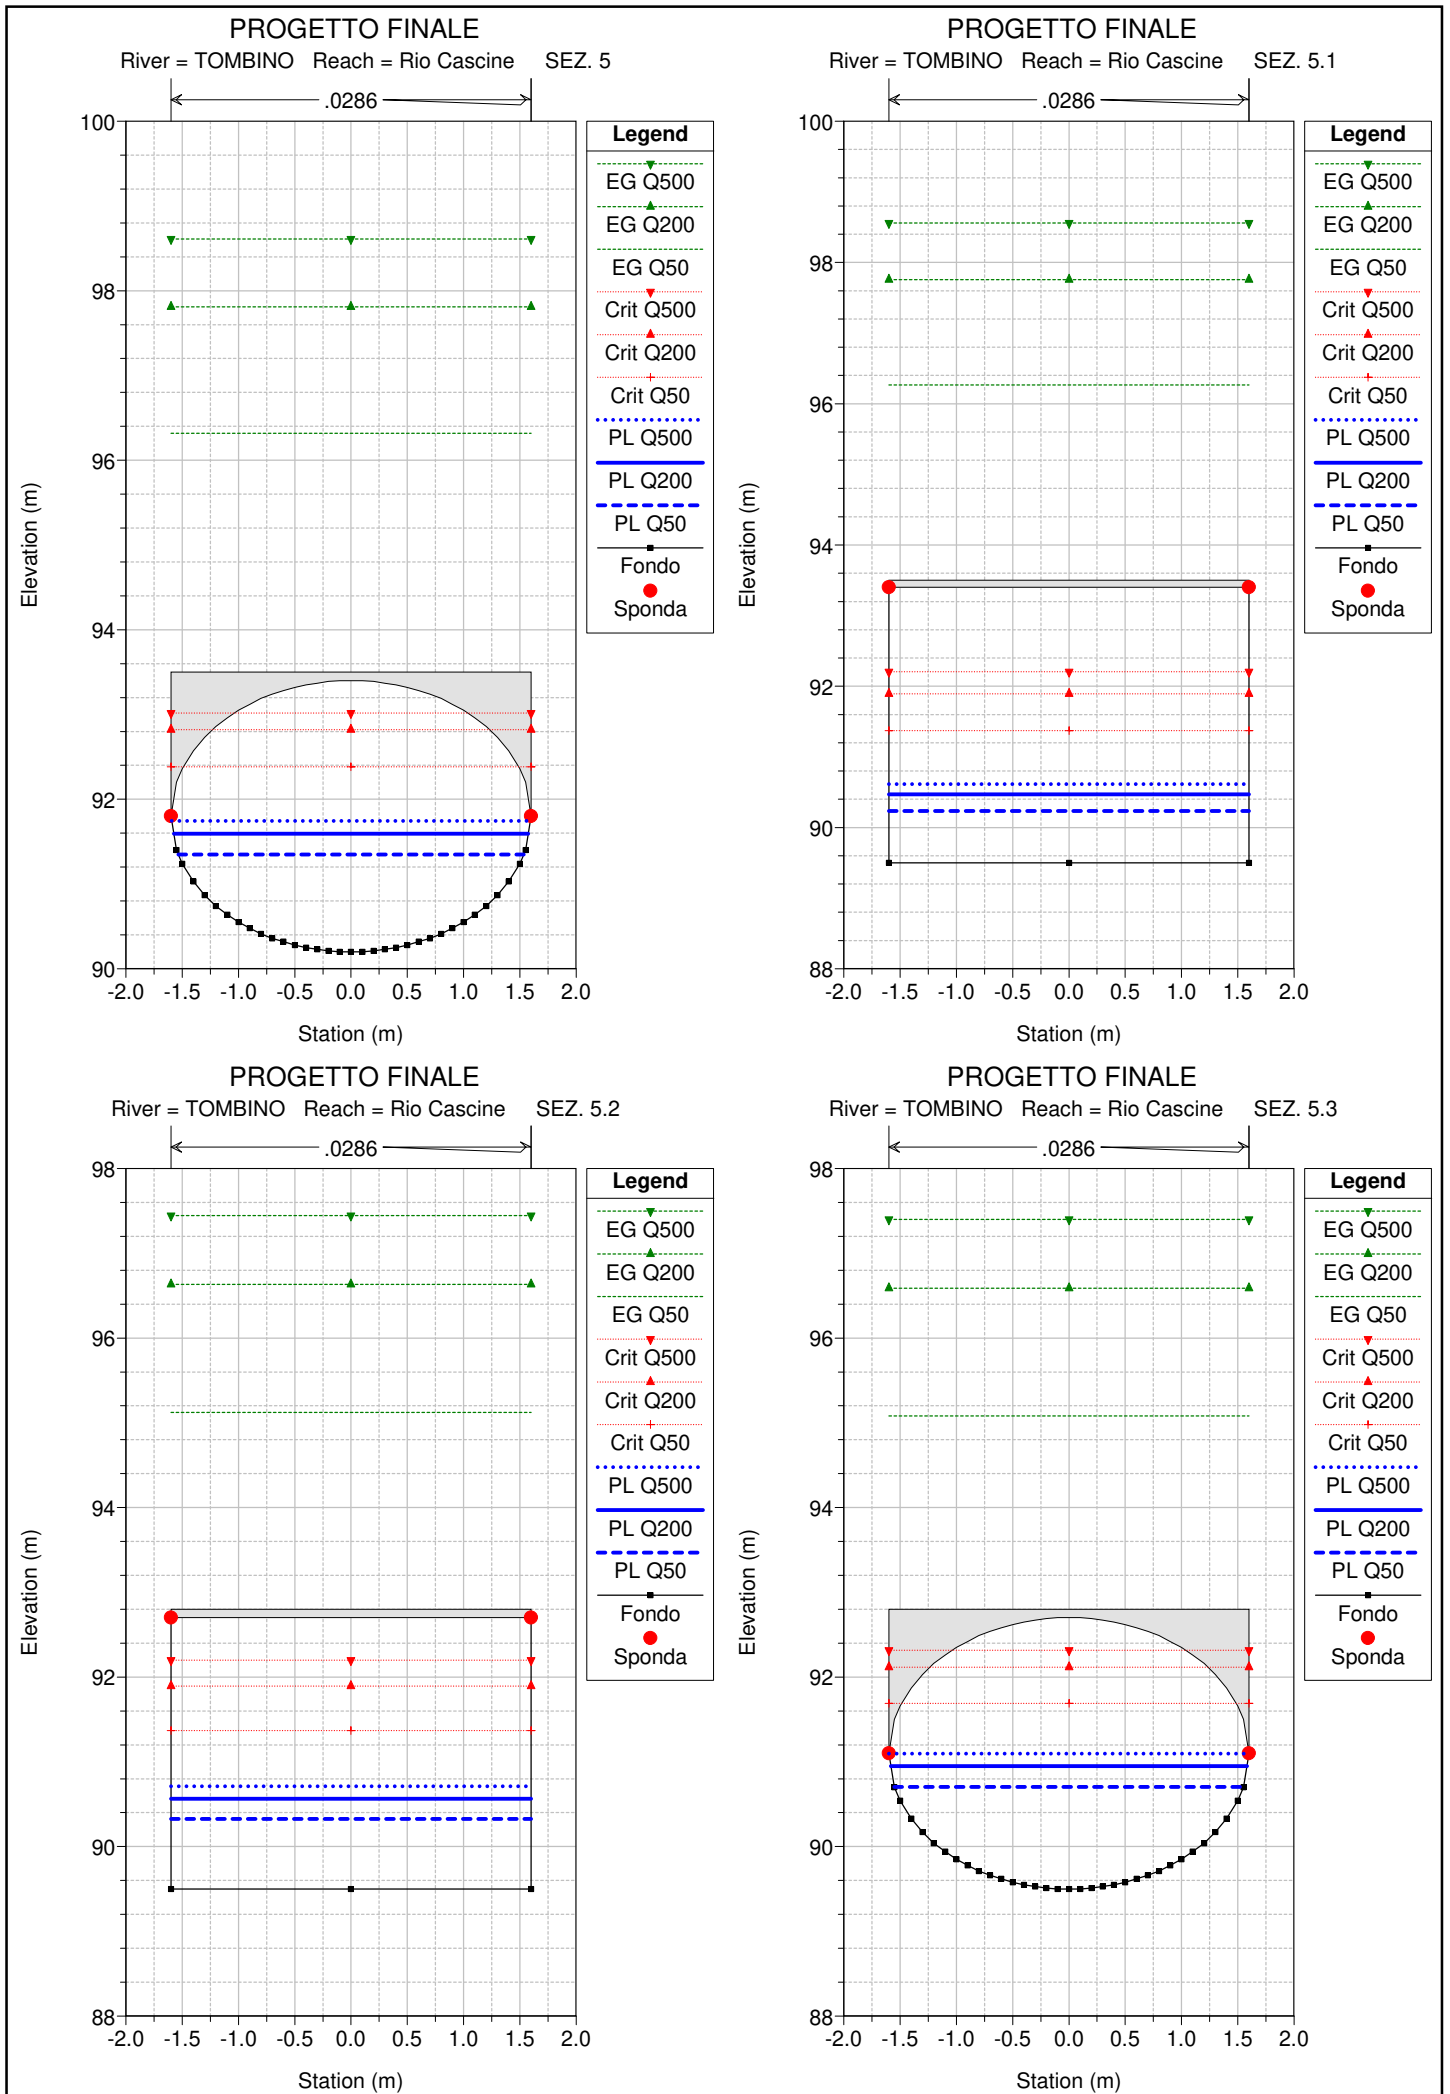 PROGETTO FINALE
River = TOMBINO Reach = Rio Cascine SEZ. 5
.0286
100
98
96
94
92
90
-2.0 -1.5 -1.0 -0.5 0.0 0.5 1.0 1.5 2.0
Station (m)
Elevation (m)
Legend
EG Q500
EG Q200
EG Q50
Crit Q500
Crit Q200
Crit Q50
PL Q500
PL Q200
PL Q50
Fondo
Sponda
PROGETTO FINALE
River = TOMBINO Reach = Rio Cascine SEZ. 5.1
.0286
100
98
96
94
92
90
88
-2.0 -1.5 -1.0 -0.5 0.0 0.5 1.0 1.5 2.0
Station (m)
Elevation (m)
Legend
EG Q500
EG Q200
EG Q50
Crit Q500
Crit Q200
Crit Q50
PL Q500
PL Q200
PL Q50
Fondo
Sponda
PROGETTO FINALE
River = TOMBINO Reach = Rio Cascine SEZ. 5.2
.0286
98
96
94
92
90
88
-2.0 -1.5 -1.0 -0.5 0.0 0.5 1.0 1.5 2.0
Station (m)
Elevation (m)
Legend
EG Q500
EG Q200
EG Q50
Crit Q500
Crit Q200
Crit Q50
PL Q500
PL Q200
PL Q50
Fondo
Sponda
PROGETTO FINALE
River = TOMBINO Reach = Rio Cascine SEZ. 5.3
.0286
98
96
94
92
90
88
-2.0 -1.5 -1.0 -0.5 0.0 0.5 1.0 1.5 2.0
Station (m)
Elevation (m)
Legend
EG Q500
EG Q200
EG Q50
Crit Q500
Crit Q200
Crit Q50
PL Q500
PL Q200
PL Q50
Fondo
Sponda